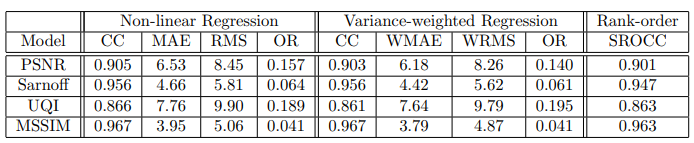 Non-linear Regression Variance-weighted Regression Rank-order
Model CC MAE RMS OR CC WMAE WRMS OR SROCC
PSNR 0.905 6.53 8.45 0.157 0.903 6.18 8.26 0.140 0.901
Sarnoff 0.956 4.66 5.81 0.064 0.956 4.42 5.62 0.061 0.947
UQI 0.866 7.76 9.90 0.189 0.861 7.64 9.79 0.195 0.863
MSSIM 0.967 3.95 5.06 0.041 0.967 3.79 4.87 0.041 0.963